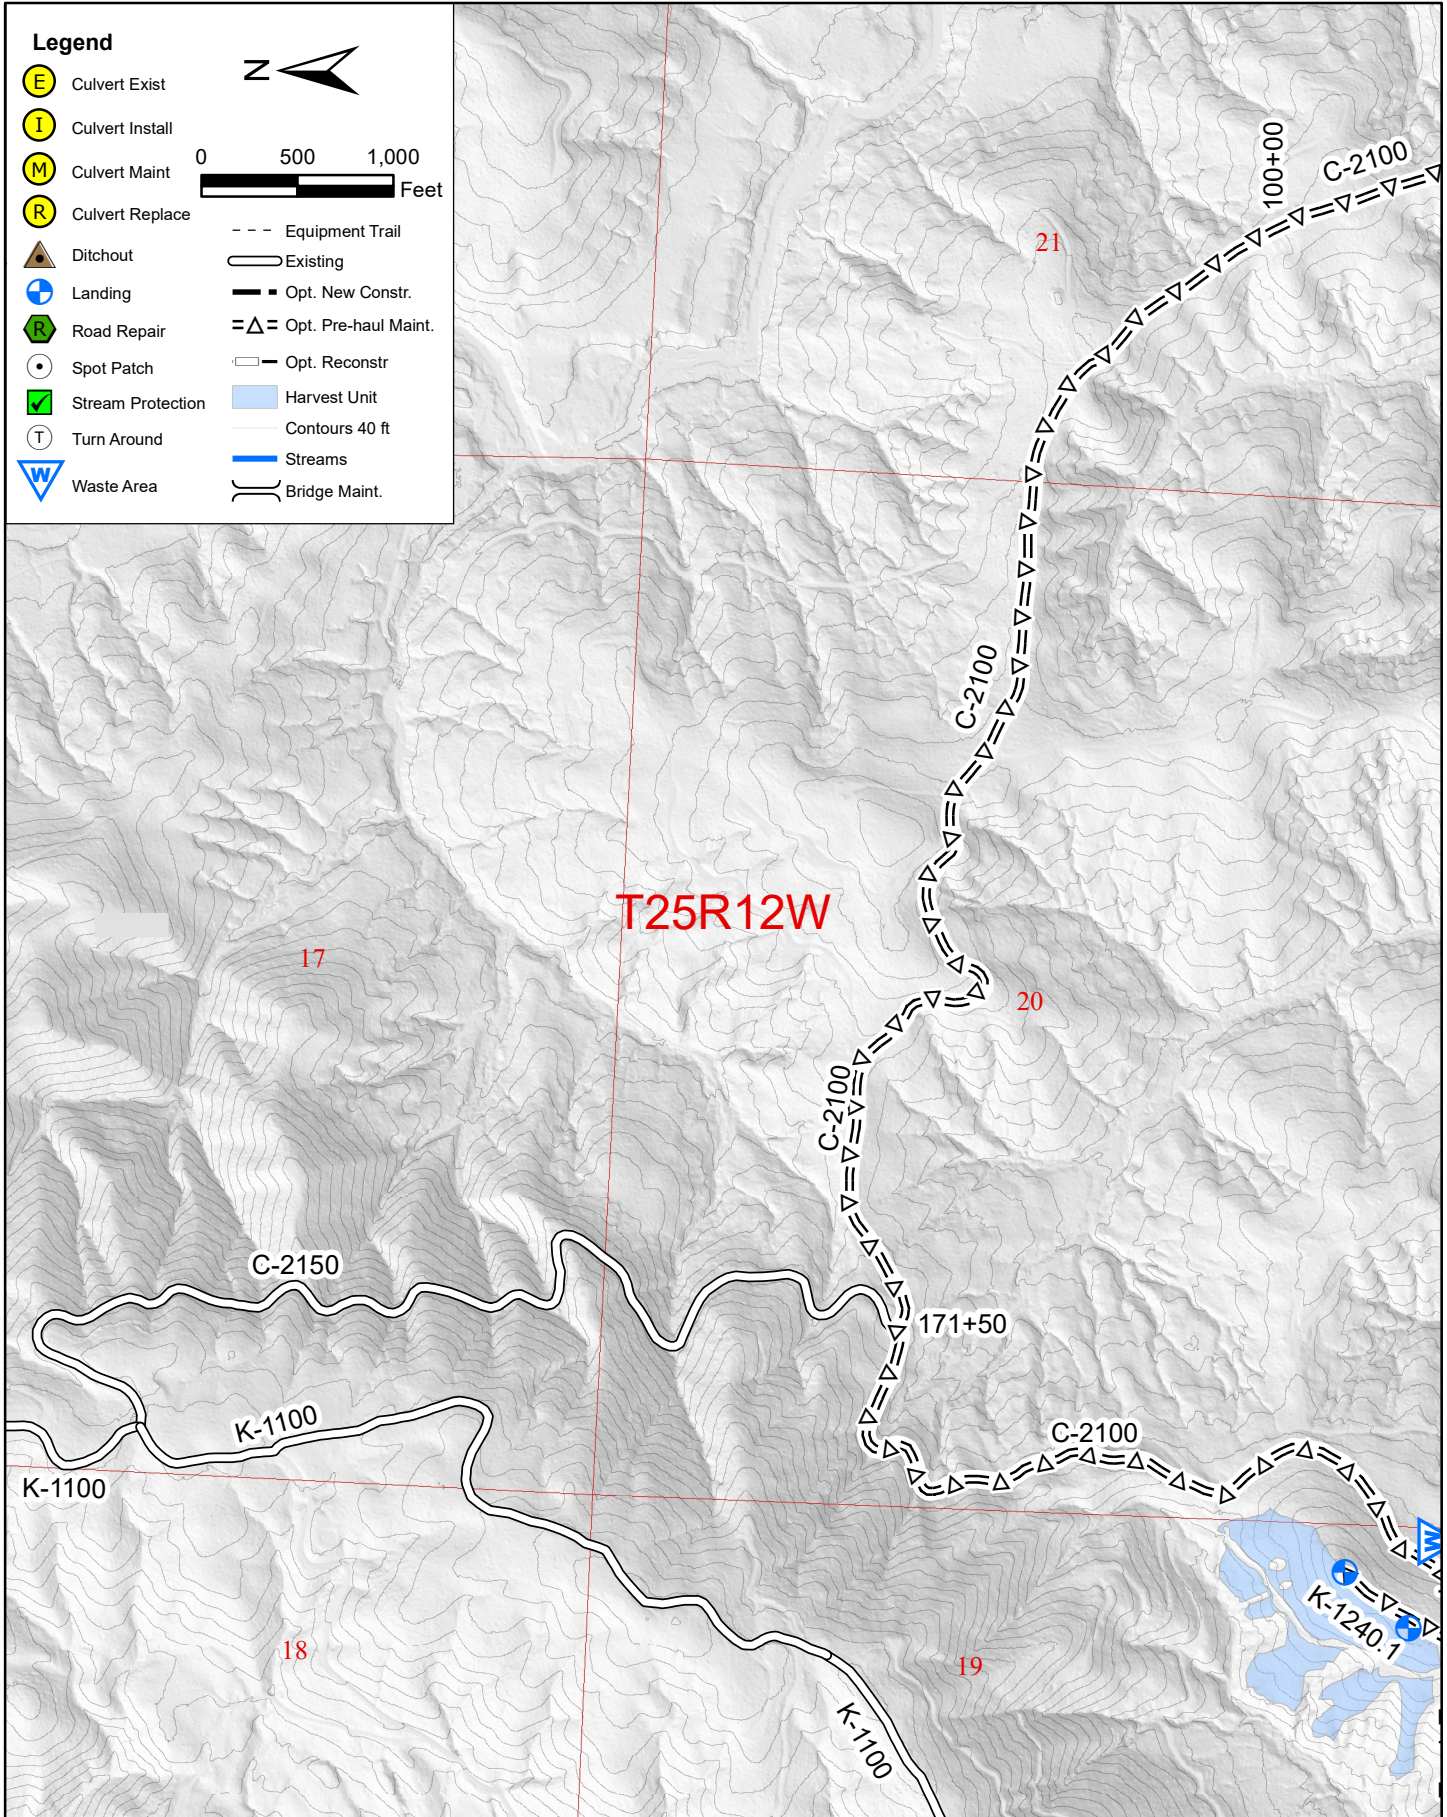 Legend
N
E Culvert Exist
I Culvert Install
M Culvert Maint
R Culvert Replace
Ditchout
Landing
R Road Repair
Spot Patch
Stream Protection
T Turn Around
W Waste Area
0 500 1,000
Feet
Equipment Trail
Existing
Opt. New Constr.
Opt. Pre-haul Maint.
Opt. Reconstr
Harvest Unit
Contours 40 ft
Streams
Bridge Maint.
100+00
C-2100
21
C-2100
T25R12W
17
20
C-2100
C-2150
171+50
K-1100
C-2100
K-1100
W
K-1240.1
18
19
K-1100